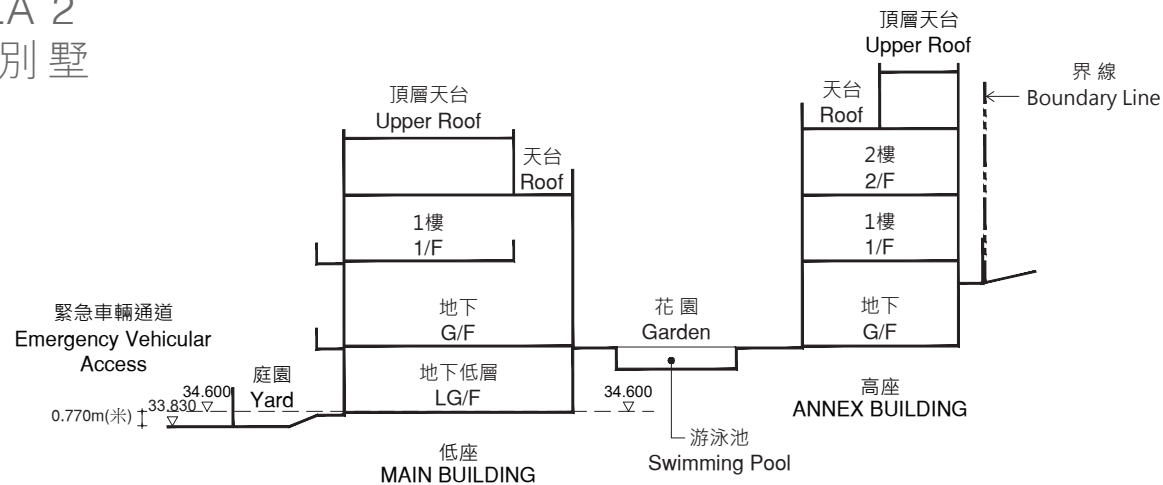 2
別墅
頂層天台
Upper Roof
天台
Roof
1樓
1/F
地下
G/F
地下低層
LG/F
緊急車輛通道
Emergency Vehicular
Access
庭園
Yard
34.600
33.830
0.770m(米)
低座
MAIN BUILDING
34.600
花園
Garden
游泳池
Swimming Pool
頂層天台
Upper Roof
天台
Roof
2樓
2/F
1樓
1/F
地下
G/F
高座
ANNEX BUILDING
界線
Boundary Line